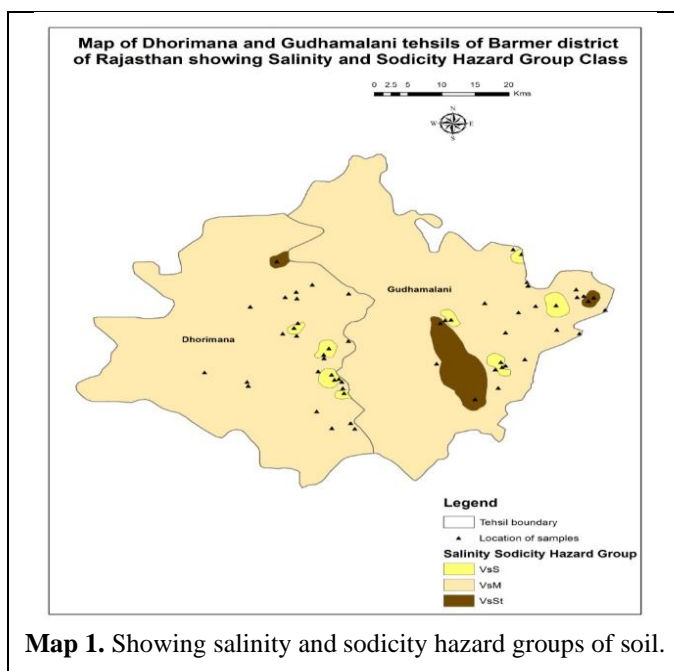 Map of Dhorimana and Gudhamalani tehsils of Barmer district
of Rajasthan showing Salinity and Sodicity Hazard Group Class
0 2.5 5 10 15 20
Kms
N
W E
S
Gudhamalani
Dhorimana
Legend
Tehsil boundary
Location of samples
Salinity Sodicity Hazard Group
VsS
VsM
VsSt
Map 1. Showing salinity and sodicity hazard groups of soil.